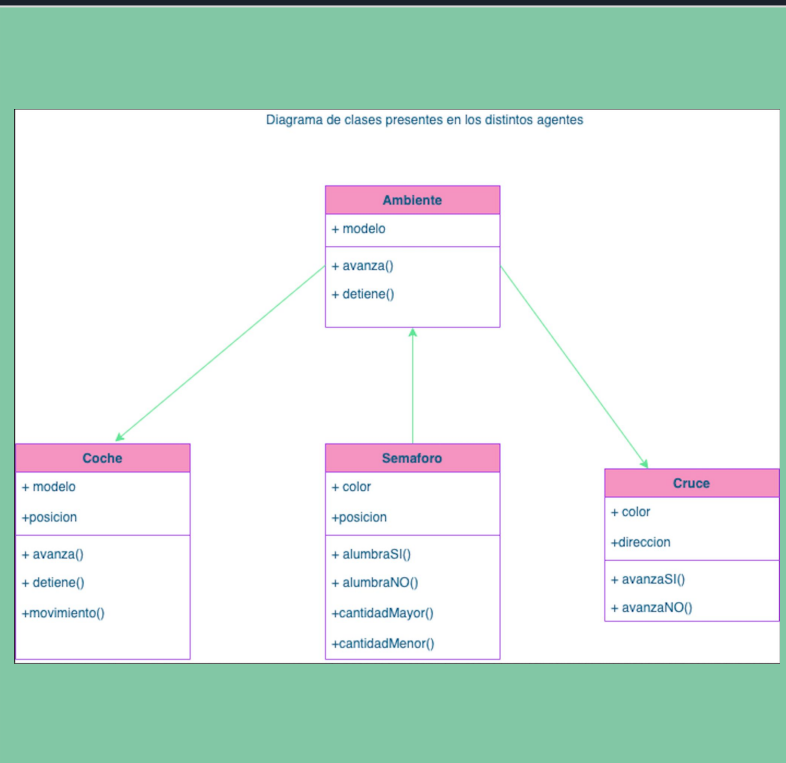 Diagrama de clases presentes en los distintos agentes
Ambiente
+ modelo
+ avanza()
+ detiene()
Coche
+ modelo
+posicion
+ avanza()
+ detiene()
+movimiento()
Semaforo
+ color
+posicion
+ alumbraSI()
+ alumbraNO()
+cantidadMayor()
+cantidadMenor()
Cruce
+ color
+direccion
+ avanzaSI()
+ avanzaNO()